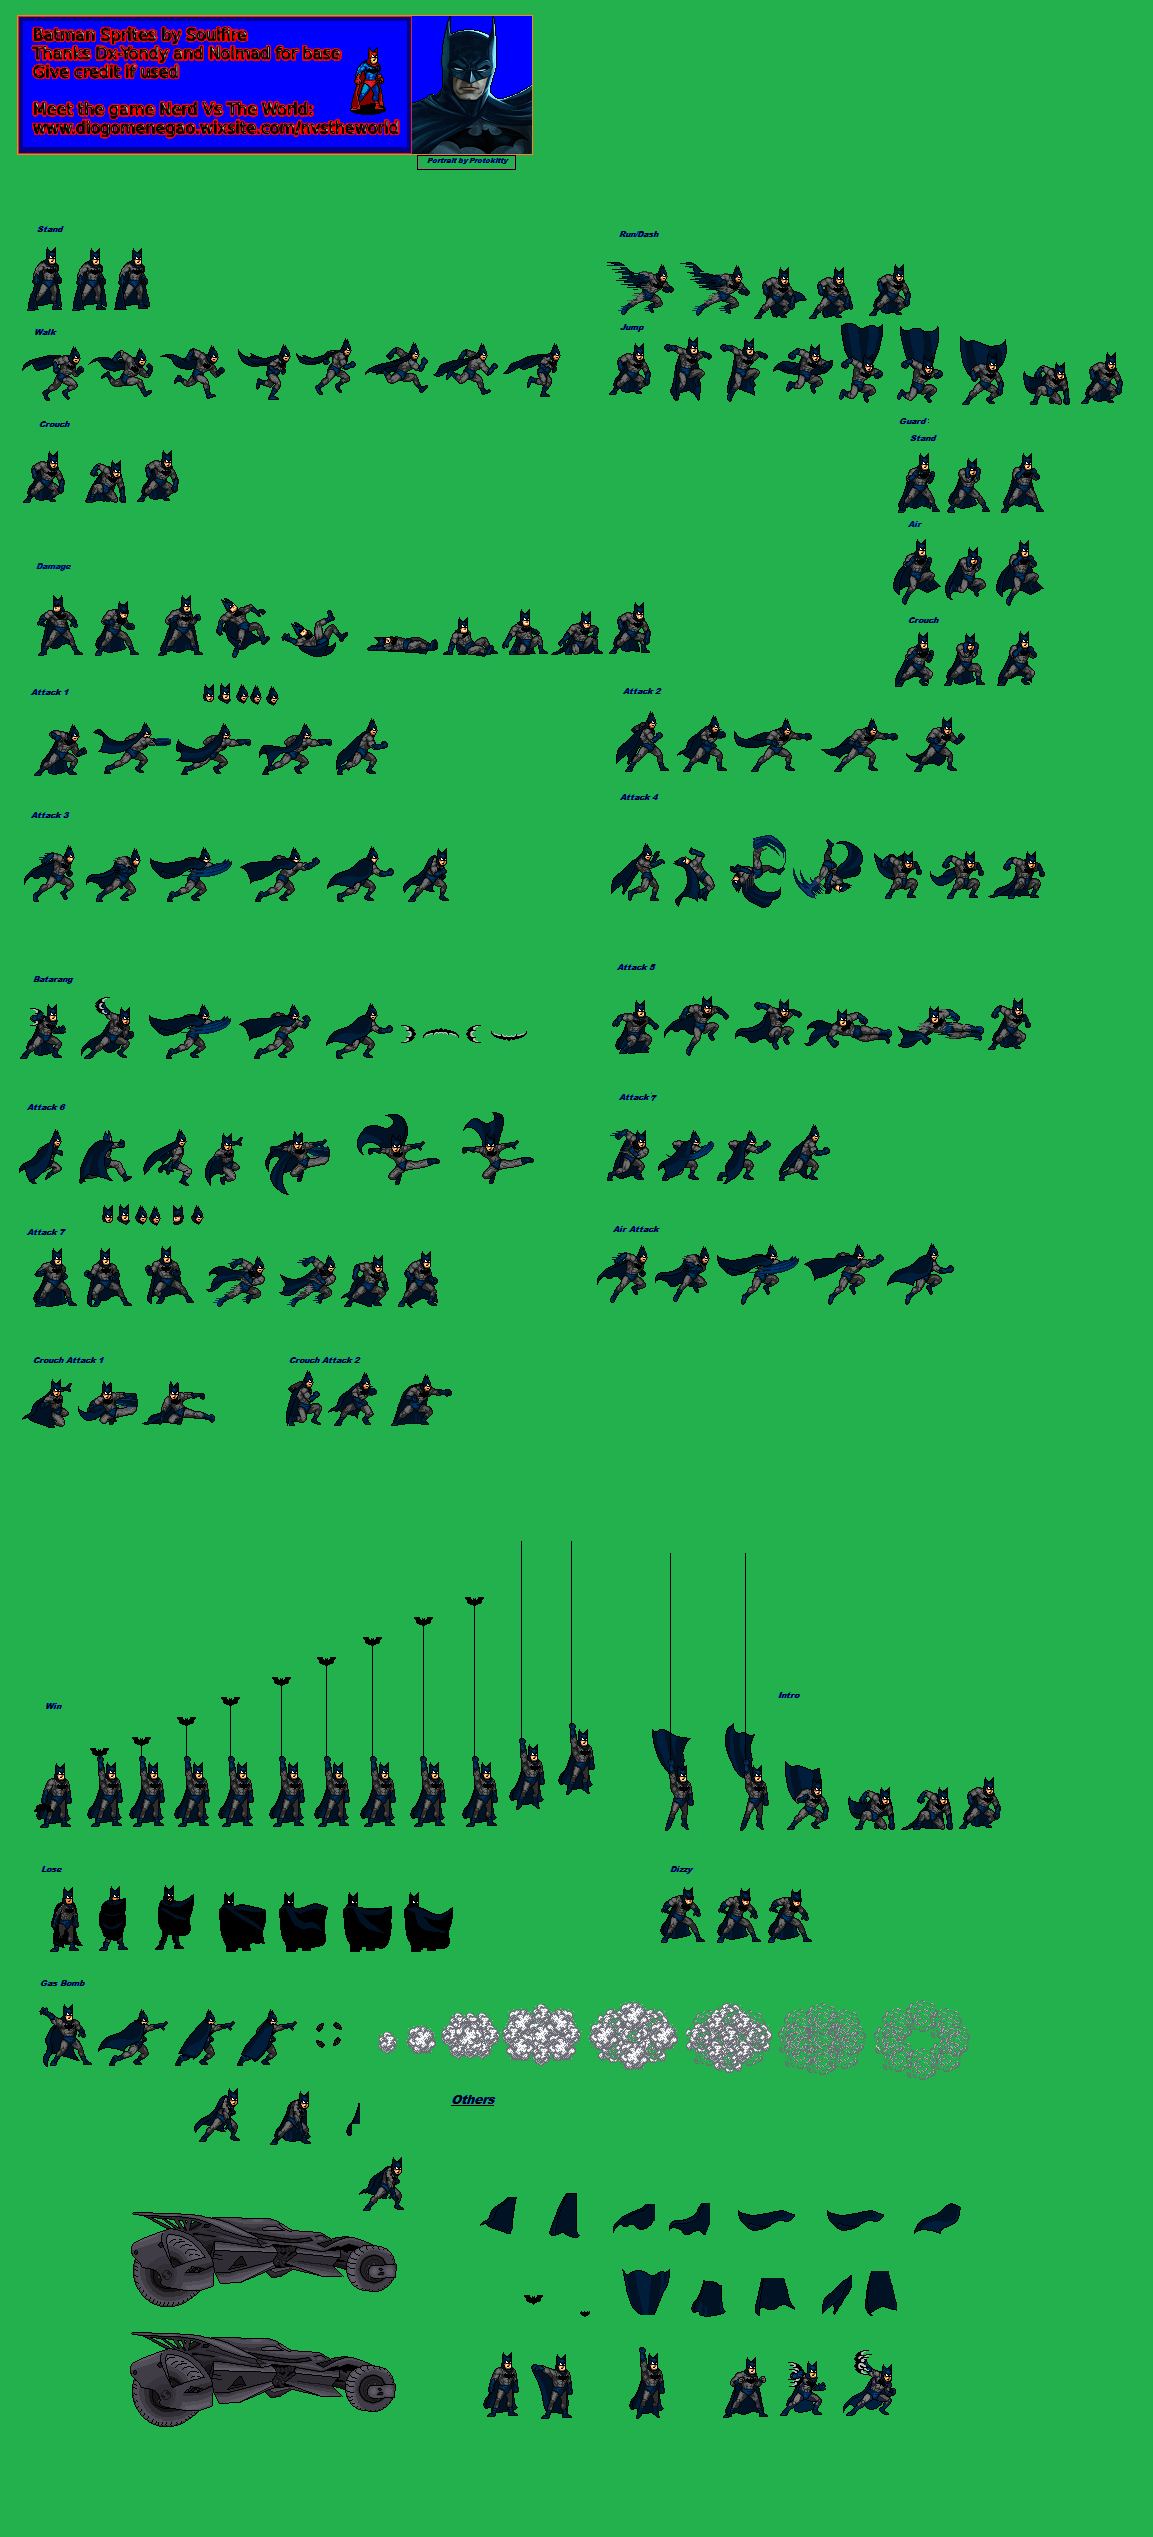 Batman Sprites by Soulfire
Thanks Dx-Yondy and Nolmad for base
Give credit if used
Meet the game Nerd Vs The World:
www.diogomenegao.wixsite.com/nvstheworld
Portrait by Protokitty
Stand
Run/Dash
Walk
Jump
Crouch
Guard:
Stand
Air
Damage
Crouch
Attack 1
Attack 2
Attack 3
Attack 4
Batarang
Attack 5
Attack 6
Attack 7
Attack 7
Air Attack
Crouch Attack 1
Crouch Attack 2
Win
Intro
Lose
Dizzy
Gas Bomb
Others